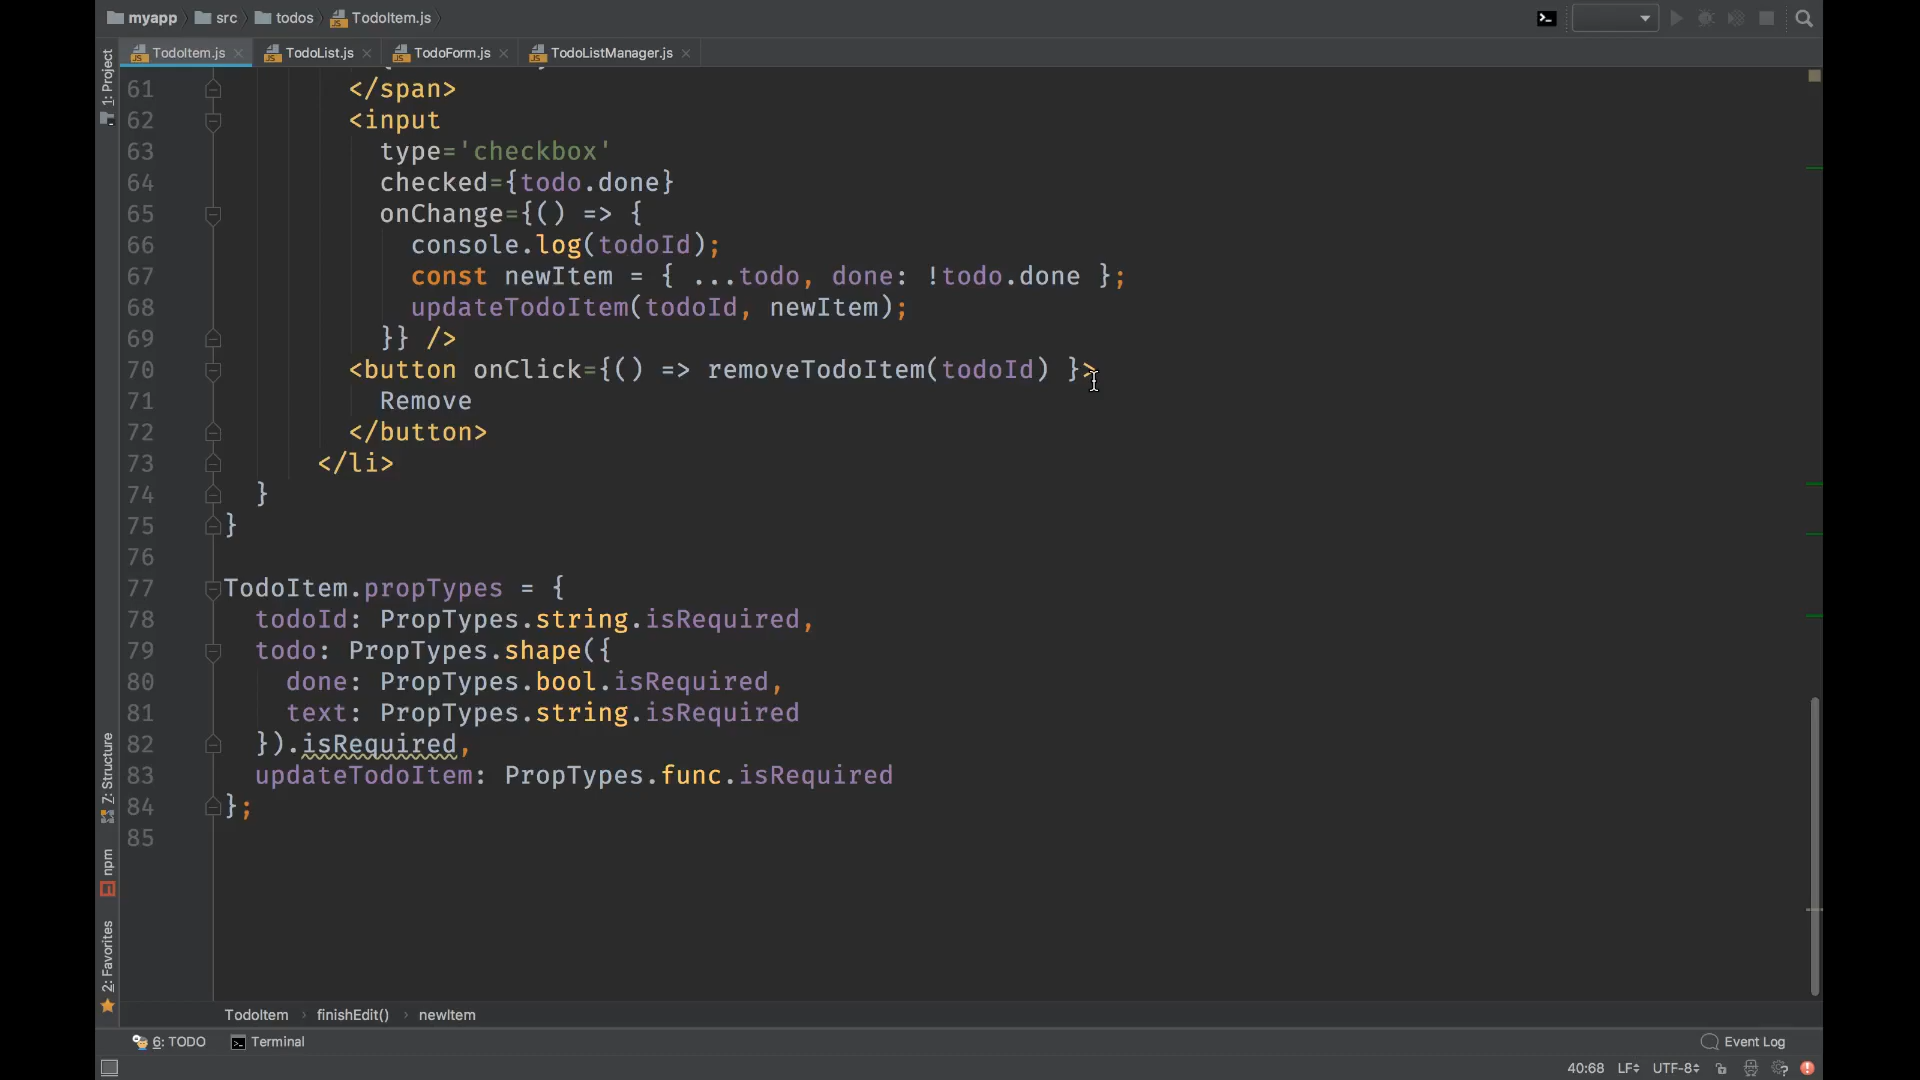 myapp src todos TodoItem.js
TodoItem.js TodoList.js TodoForm.js TodoListManager.js
1: Project
7: Structure
npm
2: Favorites
61 </span>
62 <input
63 type='checkbox'
64 checked={todo.done}
65 onChange={() => {
66 console.log(todoId);
67 const newItem = { ...todo, done: !todo.done };
68 updateTodoItem(todoId, newItem);
69 }} />
70 <button onClick={() => removeTodoItem(todoId) }>
71 Remove
72 </button>
73 </li>
74 }
75 }
76
77 TodoItem.propTypes = {
78 todoId: PropTypes.string.isRequired,
79 todo: PropTypes.shape({
80 done: PropTypes.bool.isRequired,
81 text: PropTypes.string.isRequired
82 }).isRequired,
83 updateTodoItem: PropTypes.func.isRequired
84 };
85
TodoItem › finishEdit() › newItem
6: TODO Terminal Event Log
40:68 LF UTF-8